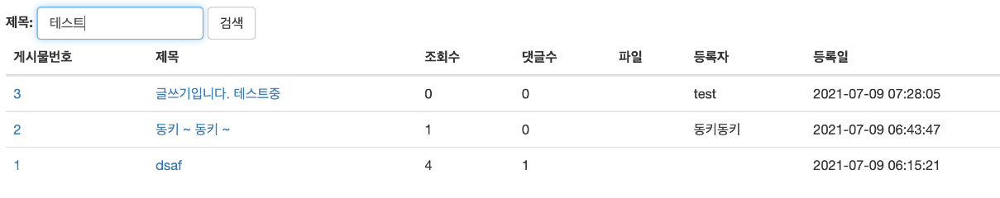 제목: 테스트 검색
게시물번호 제목 조회수 댓글수 파일 등록자 등록일
3 글쓰기입니다. 테스트중 0 0 test 2021-07-09 07:28:05
2 동키 ~ 동키 ~ 1 0 동키동키 2021-07-09 06:43:47
1 dsaf 4 1 2021-07-09 06:15:21